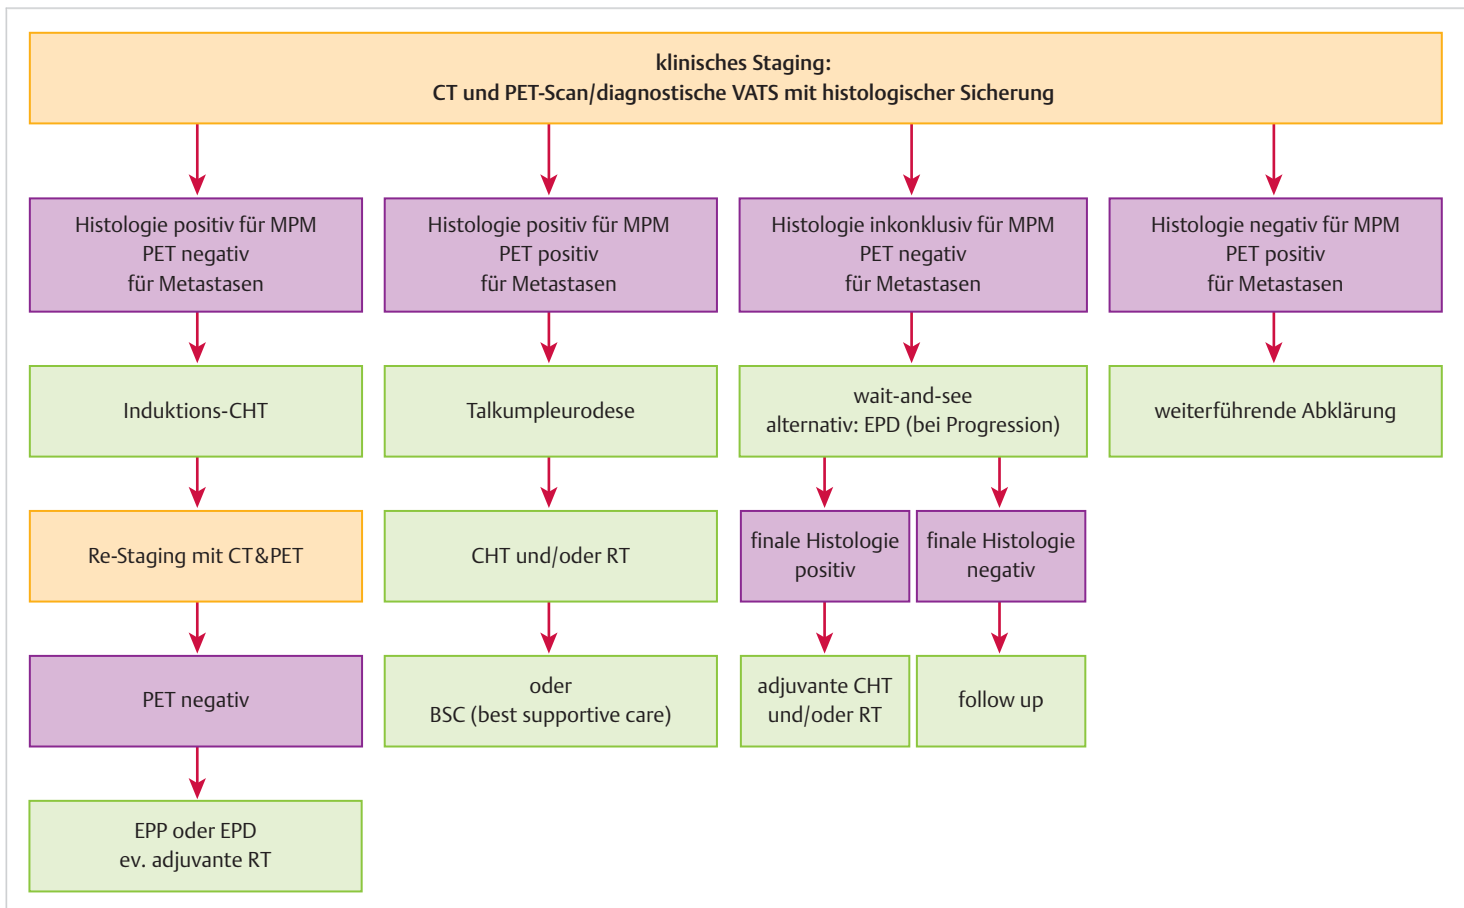 klinisches Staging:
CT und PET-Scan/diagnostische VATS mit histologischer Sicherung
Histologie positiv für MPM
PET negativ
für Metastasen
Histologie positiv für MPM
PET positiv
für Metastasen
Histologie inkonklusiv für MPM
PET negativ
für Metastasen
Histologie negativ für MPM
PET positiv
für Metastasen
Induktions-CHT
Talkumpleurodese
wait-and-see
alternativ: EPD (bei Progression)
weiterführende Abklärung
Re-Staging mit CT&PET
CHT und/oder RT
finale Histologie
positiv
finale Histologie
negativ
PET negativ
oder
BSC (best supportive care)
adjuvante CHT
und/oder RT
follow up
EPP oder EPD
ev. adjuvante RT